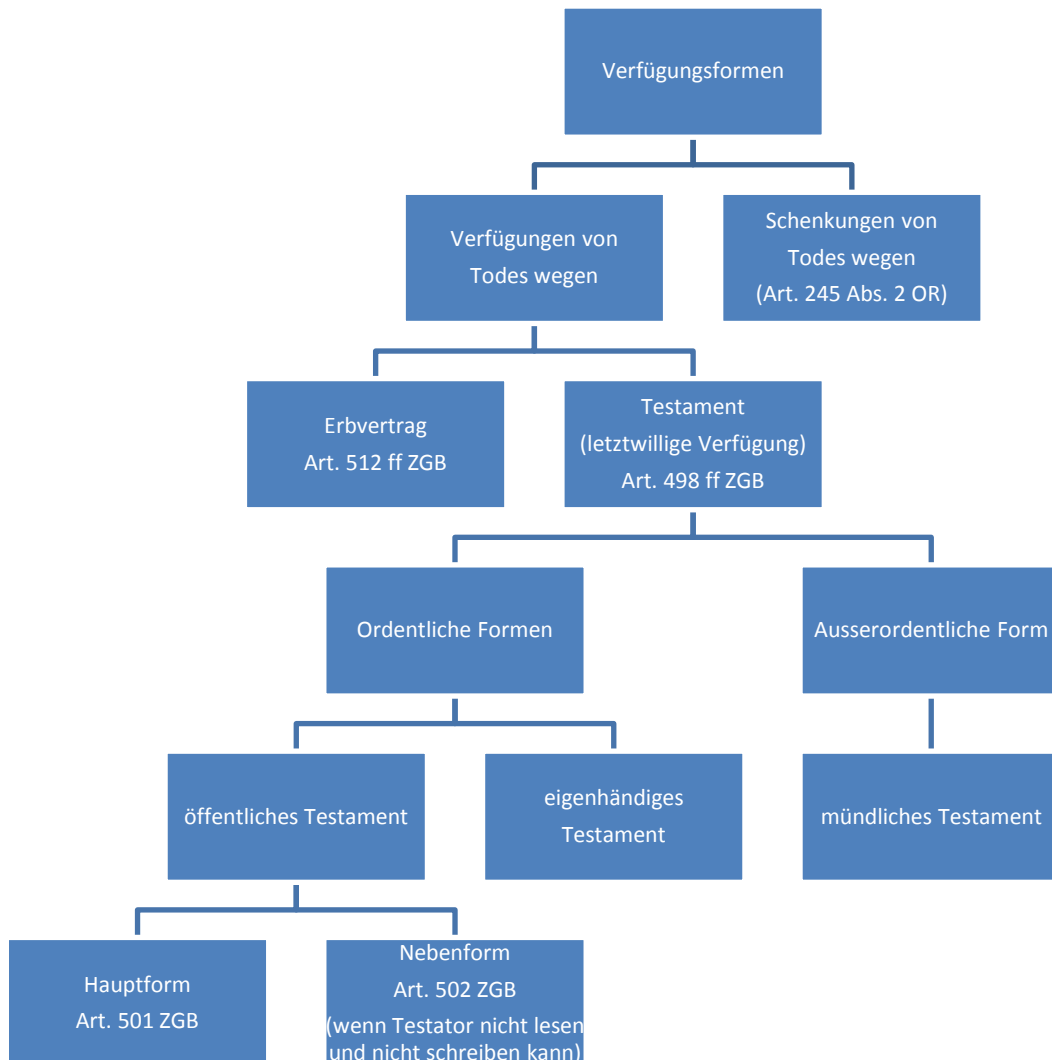 Verfügungsformen
Verfügungen von
Todes wegen
Schenkungen von
Todes wegen
(Art. 245 Abs. 2 OR)
Erbvertrag
Art. 512 ff ZGB
Testament
(letztwillige Verfügung)
Art. 498 ff ZGB
Ordentliche Formen
Ausserordentliche Form
öffentliches Testament
eigenhändiges
Testament
mündliches Testament
Hauptform
Art. 501 ZGB
Nebenform
Art. 502 ZGB
(wenn Testator nicht lesen
und nicht schreiben kann)